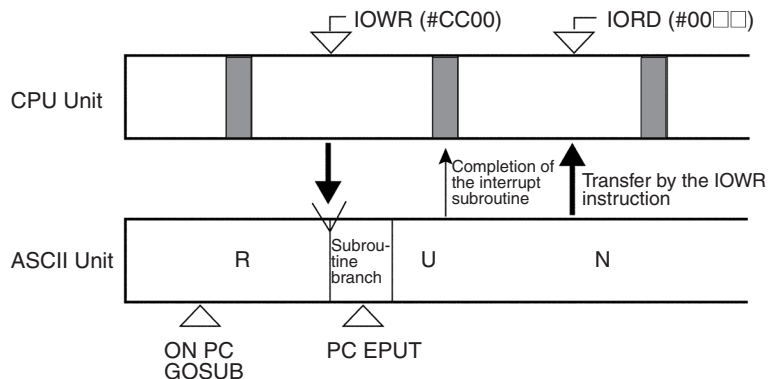 IOWR (#CC00)
IORD (#00□□)
CPU Unit
Completion of
the interrupt
subroutine
Transfer by the IOWR
instruction
ASCII Unit
R
Subrou-
tine
branch
U
N
ON PC
GOSUB
PC EPUT